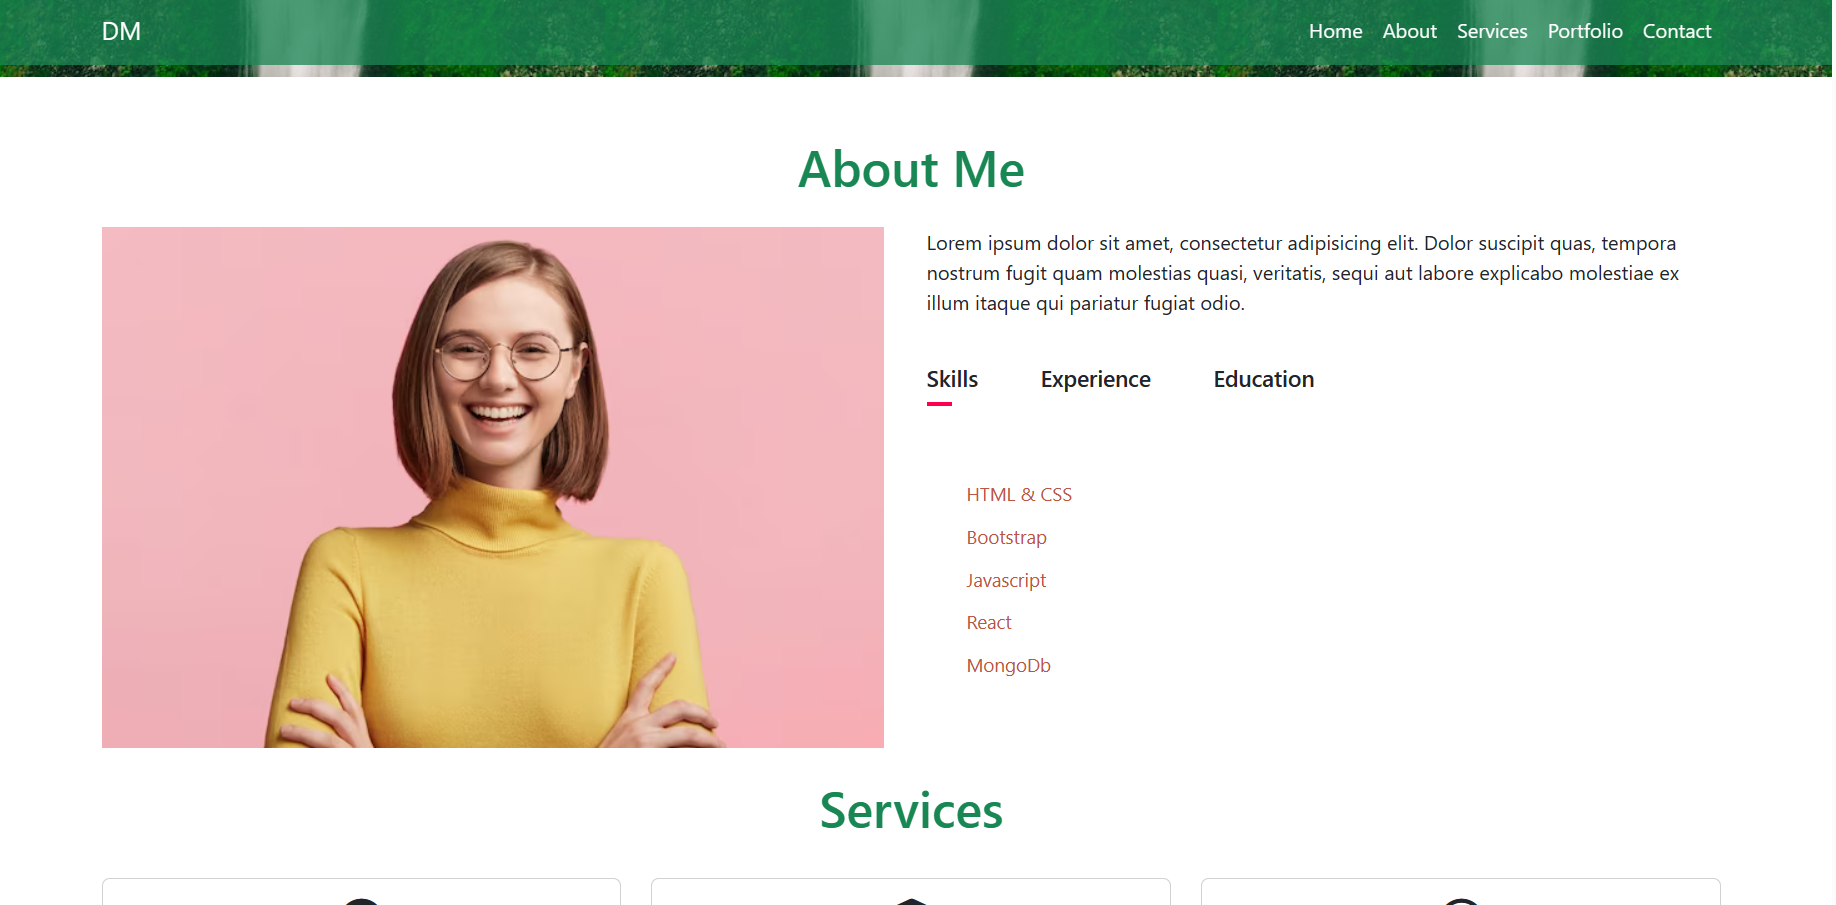 DM
Home About Services Portfolio Contact
About Me
Lorem ipsum dolor sit amet, consectetur adipisicing elit. Dolor suscipit quas, tempora
nostrum fugit quam molestias quasi, veritatis, sequi aut labore explicabo molestiae ex
illum itaque qui pariatur fugiat odio.
Skills Experience Education
HTML & CSS
Bootstrap
Javascript
React
MongoDb
Services